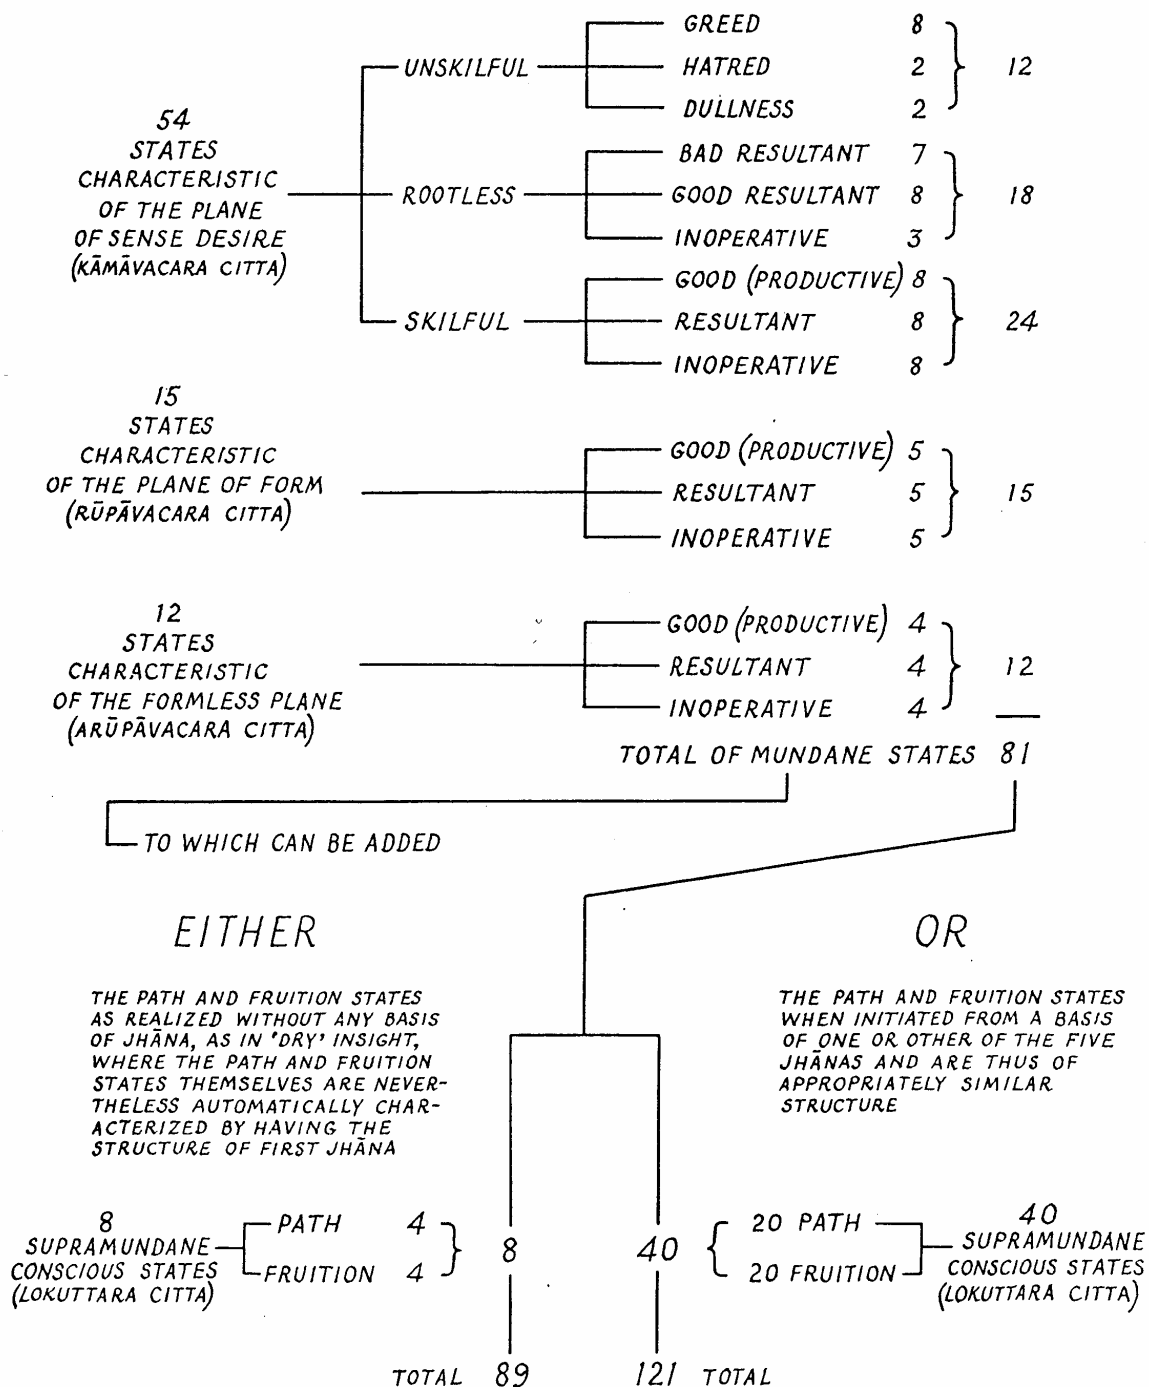 54
STATES
CHARACTERISTIC
OF THE PLANE
OF SENSE DESIRE
(KĀMĀVACARA CITTA)
UNSKILFUL
GREED 8
HATRED 2
DULLNESS 2
12
ROOTLESS
BAD RESULTANT 7
GOOD RESULTANT 8
INOPERATIVE 3
18
SKILFUL
GOOD (PRODUCTIVE) 8
RESULTANT 8
INOPERATIVE 8
24
15
STATES
CHARACTERISTIC
OF THE PLANE OF FORM
(RŪPĀVACARA CITTA)
GOOD (PRODUCTIVE) 5
RESULTANT 5
INOPERATIVE 5
15
12
STATES
CHARACTERISTIC
OF THE FORMLESS PLANE
(ARŪPĀVACARA CITTA)
GOOD (PRODUCTIVE) 4
RESULTANT 4
INOPERATIVE 4
12
TOTAL OF MUNDANE STATES 81
TO WHICH CAN BE ADDED
EITHER
THE PATH AND FRUITION STATES
AS REALIZED WITHOUT ANY BASIS
OF JHĀNA, AS IN 'DRY' INSIGHT,
WHERE THE PATH AND FRUITION
STATES THEMSELVES ARE NEVER-
THELESS AUTOMATICALLY CHAR-
ACTERIZED BY HAVING THE
STRUCTURE OF FIRST JHĀNA
OR
THE PATH AND FRUITION STATES
WHEN INITIATED FROM A BASIS
OF ONE OR OTHER OF THE FIVE
JHĀNAS AND ARE THUS OF
APPROPRIATELY SIMILAR
STRUCTURE
8
SUPRAMUNDANE
CONSCIOUS STATES
(LOKUTTARA CITTA)
PATH 4
FRUITION 4
8
40
20 PATH
20 FRUITION
40
SUPRAMUNDANE
CONSCIOUS STATES
(LOKUTTARA CITTA)
TOTAL 89
121 TOTAL